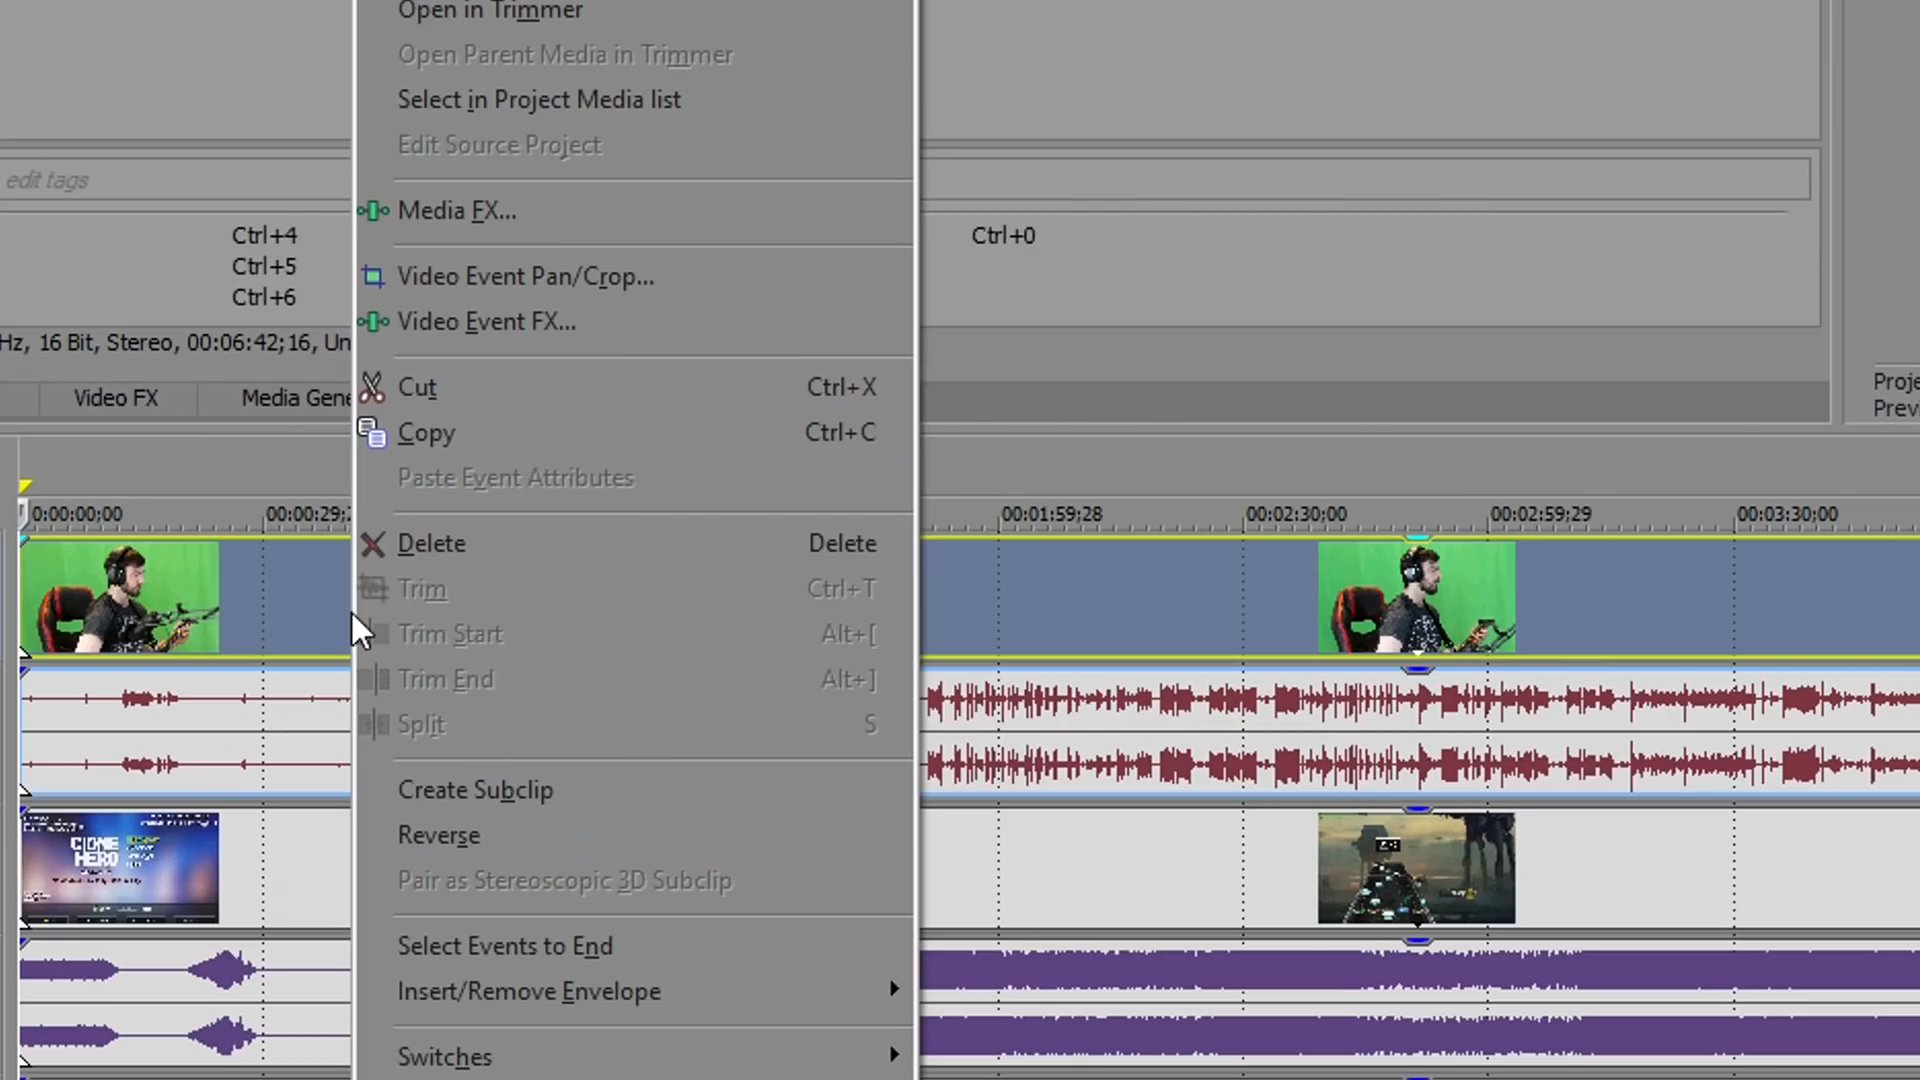 Open in Trimmer
Open Parent Media in Trimmer
Select in Project Media list
Edit Source Project
edit tags
Media FX...
Ctrl+4
Ctrl+0
Ctrl+5
Video Event Pan/Crop...
Ctrl+6
Video Event FX...
Hz, 16 Bit, Stereo, 00:06:42;16, Un
Cut Ctrl+X
Proje
Video FX
Media Gene
Prev
Copy Ctrl+C
Paste Event Attributes
0:00:00;00
00:00:29;2
00:01:59;28
00:02:30;00
00:02:59;29
00:03:30;00
Delete Delete
Trim Ctrl+T
Trim Start Alt+[
Trim End Alt+]
Split S
Create Subclip
Reverse
CLONE
HERO
Pair as Stereoscopic 3D Subclip
Select Events to End
Insert/Remove Envelope
Switches